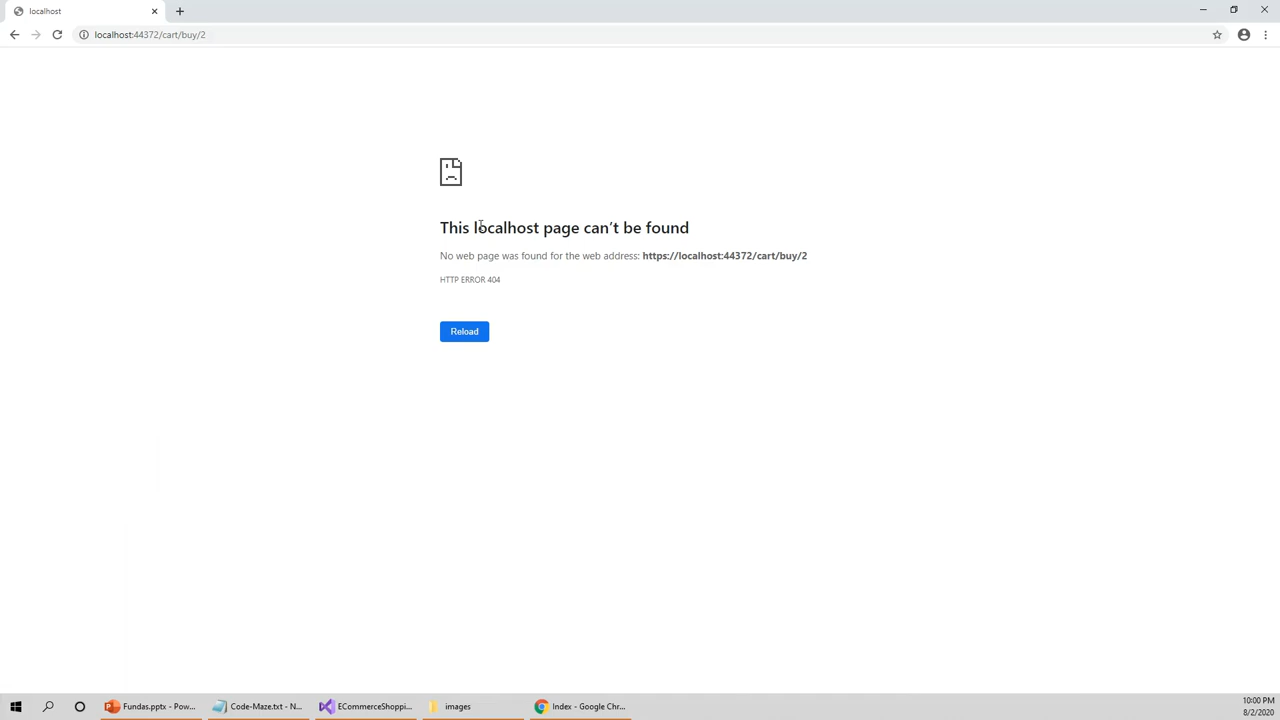 localhost
localhost:44372/cart/buy/2
This localhost page can't be found
No web page was found for the web address: https://localhost:44372/cart/buy/2
HTTP ERROR 404
Reload
Fundas.pptx - Pow...
Code-Maze.txt - N...
ECommerceShoppi...
images
Index - Google Chr...
10:00 PM
8/2/2020